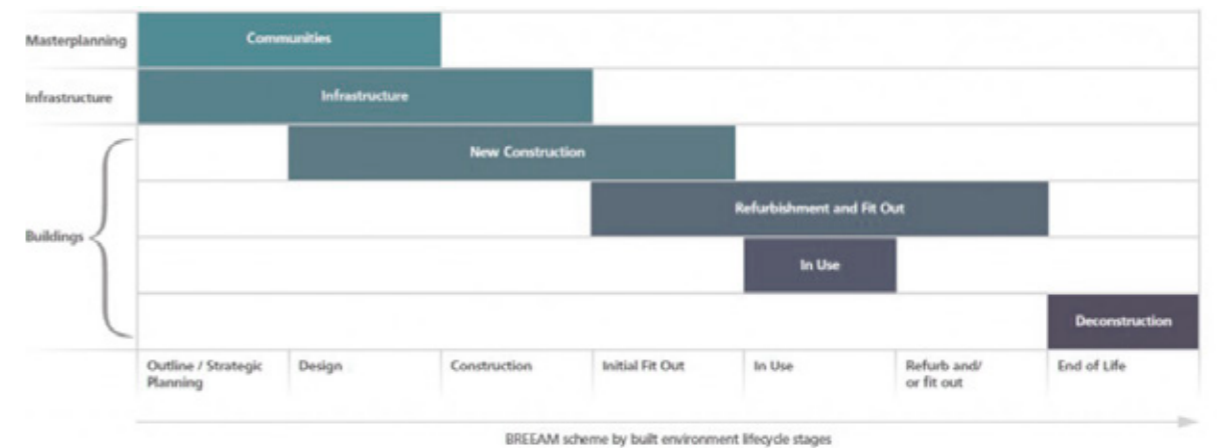 Masterplanning
Communities
Infrastructure
Infrastructure
New Construction
Refurbishment and Fit Out
Buildings
In Use
Deconstruction
Outline / Strategic
Planning
Design
Construction
Initial Fit Out
In Use
Refurb and/
or fit out
End of Life
BREEAM scheme by built environment lifecycle stages